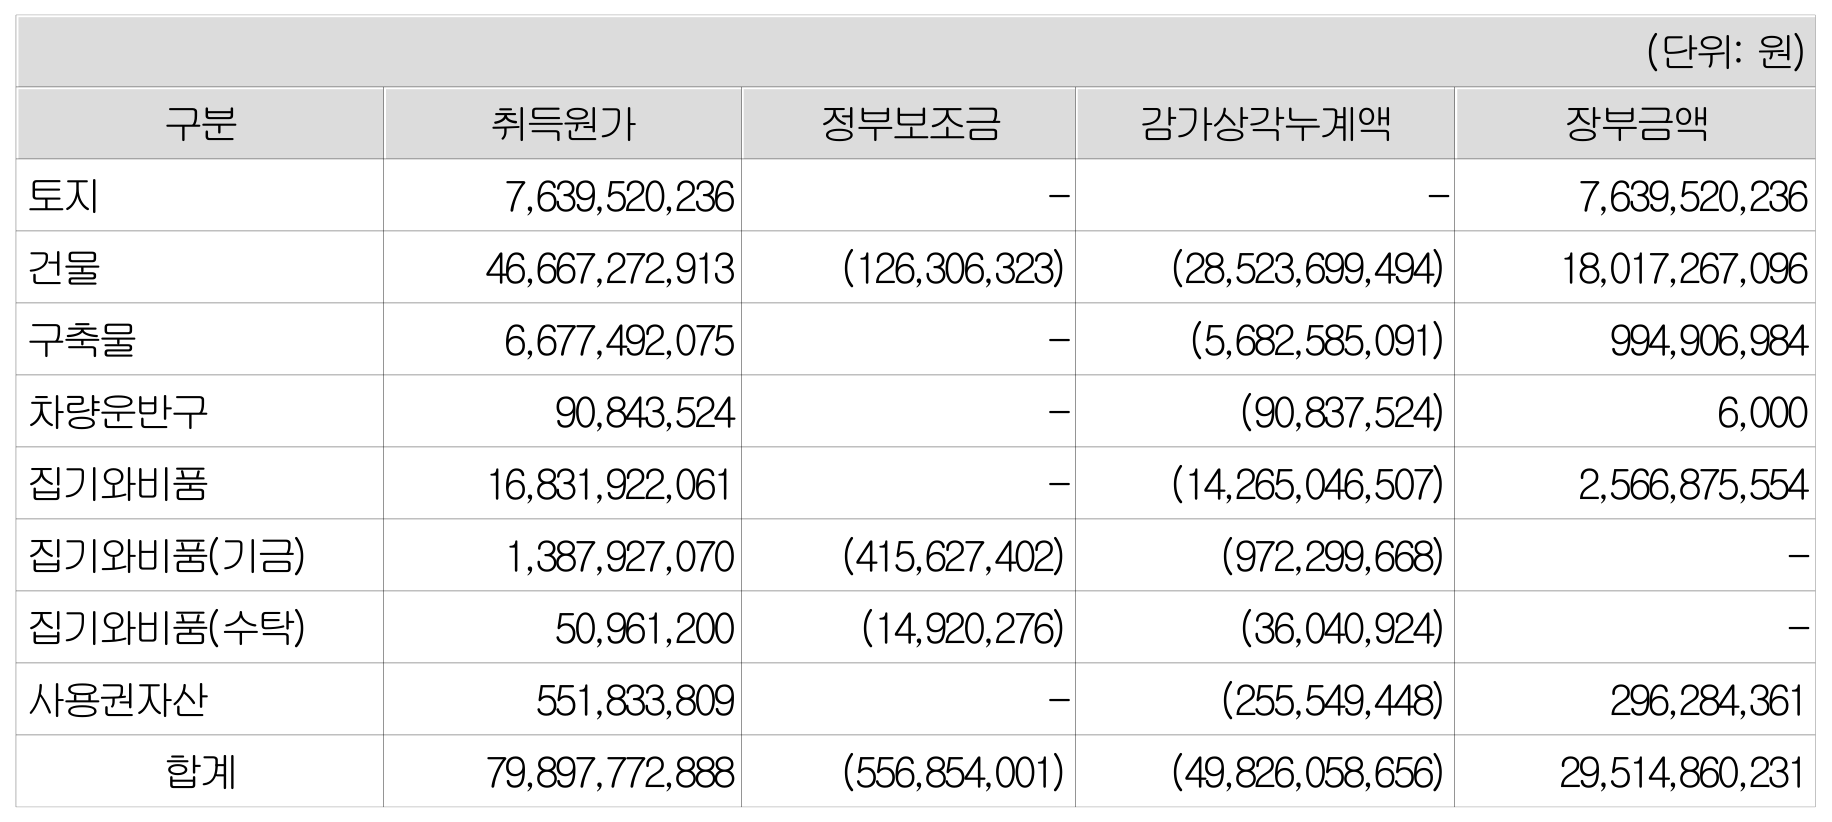 (단위: 원)
구분 취득원가 정부보조금 감가상각누계액 장부금액
토지 7,639,520,236 – – 7,639,520,236
건물 46,667,272,913 (126,306,323) (28,523,699,494) 18,017,267,096
구축물 6,677,492,075 – (5,682,585,091) 994,906,984
차량운반구 90,843,524 – (90,837,524) 6,000
집기와비품 16,831,922,061 – (14,265,046,507) 2,566,875,554
집기와비품(기금) 1,387,927,070 (415,627,402) (972,299,668) –
집기와비품(수탁) 50,961,200 (14,920,276) (36,040,924) –
사용권자산 551,833,809 – (255,549,448) 296,284,361
합계 79,897,772,888 (556,854,001) (49,826,058,656) 29,514,860,231